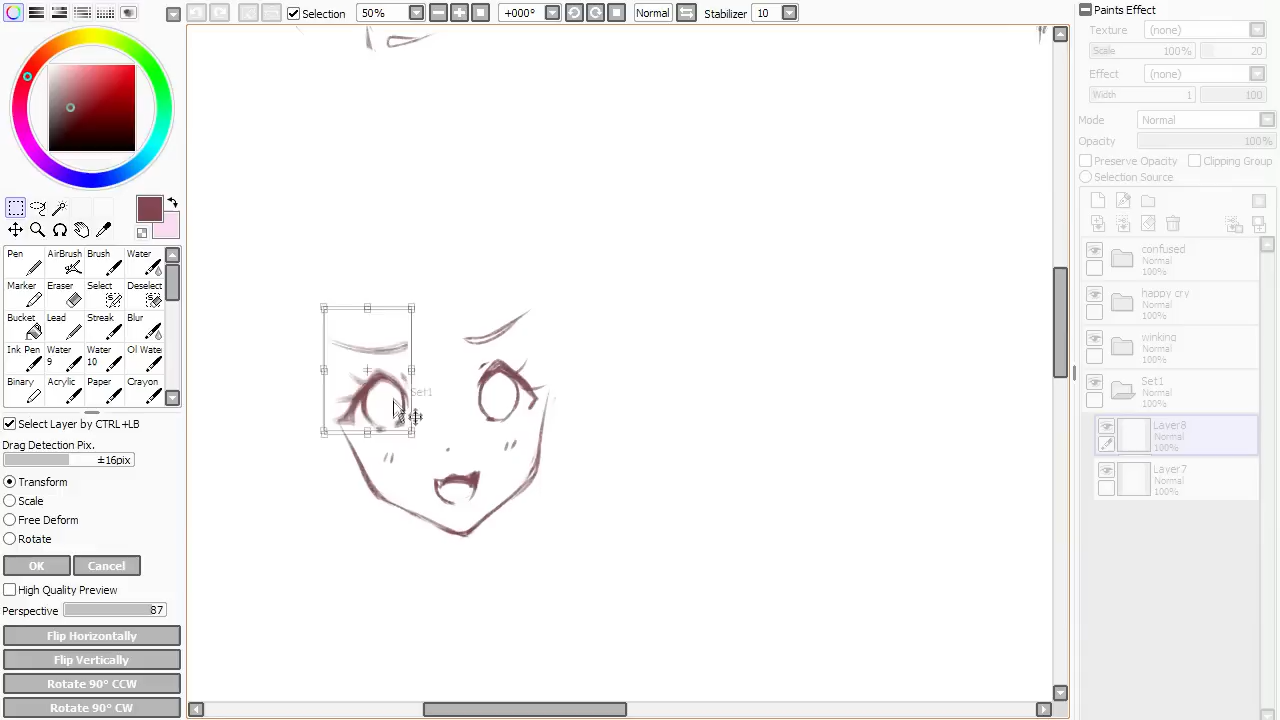 Selection
50%
+000°
Normal
Stabilizer
10
Pen
AirBrush
Brush
Water
Marker
Eraser
Select
Deselect
Bucket
Lead
Streak
Blur
Ink Pen
Water 9
Water 10
Oil Water
Binary
Acrylic
Paper
Crayon
Select Layer by CTRL+LB
Drag Detection Pix.
±16pix
Transform
Scale
Free Deform
Rotate
OK
Cancel
High Quality Preview
Perspective
87
Flip Horizontally
Flip Vertically
Rotate 90° CCW
Rotate 90° CW
Set1
Paints Effect
Texture
(none)
Scale
100%
20
Effect
(none)
Width
1
100
Mode
Normal
Opacity
100%
Preserve Opacity
Clipping Group
Selection Source
confused
Normal
100%
happy cry
Normal
100%
winking
Normal
100%
Set1
Normal
100%
Layer8
Normal
100%
Layer7
Normal
100%